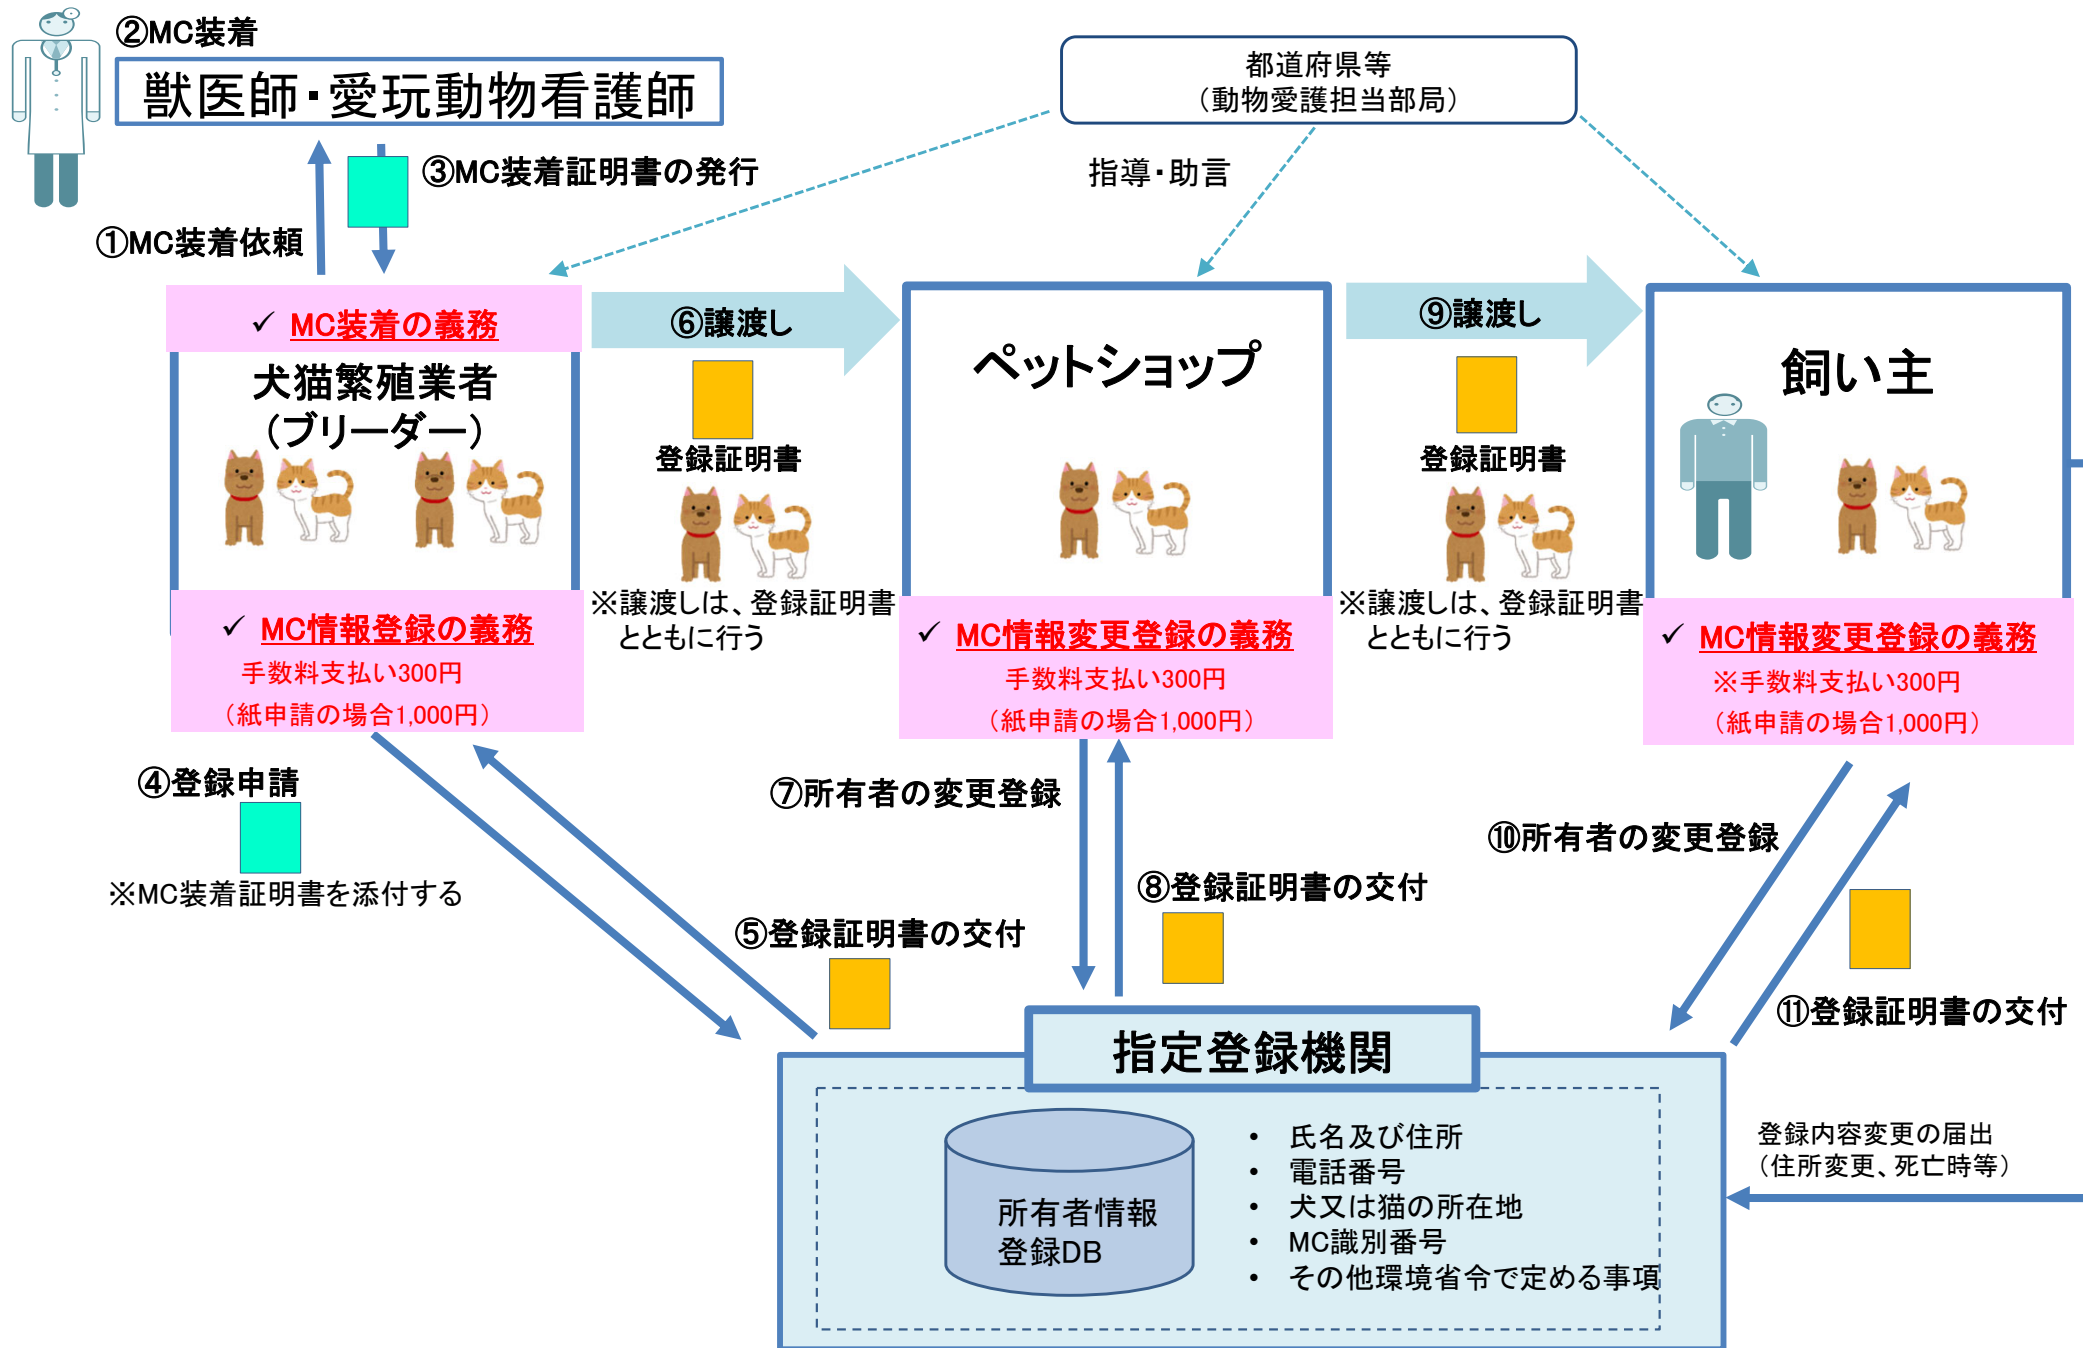 ②MC装着
獣医師・愛玩動物看護師
都道府県等
（動物愛護担当部局）
③MC装着証明書の発行
指導・助言
①MC装着依頼
✓ MC装着の義務
犬猫繁殖業者
（ブリーダー）
✓ MC情報登録の義務
手数料支払い300円
（紙申請の場合1,000円）
⑥譲渡し
登録証明書
※譲渡しは、登録証明書
とともに行う
ペットショップ
✓ MC情報変更登録の義務
手数料支払い300円
（紙申請の場合1,000円）
⑨譲渡し
登録証明書
※譲渡しは、登録証明書
とともに行う
飼い主
✓ MC情報変更登録の義務
※手数料支払い300円
（紙申請の場合1,000円）
④登録申請
※MC装着証明書を添付する
⑤登録証明書の交付
⑦所有者の変更登録
⑧登録証明書の交付
⑩所有者の変更登録
⑪登録証明書の交付
指定登録機関
所有者情報
登録DB
• 氏名及び住所
• 電話番号
• 犬又は猫の所在地
• MC識別番号
• その他環境省令で定める事項
登録内容変更の届出
（住所変更、死亡時等）